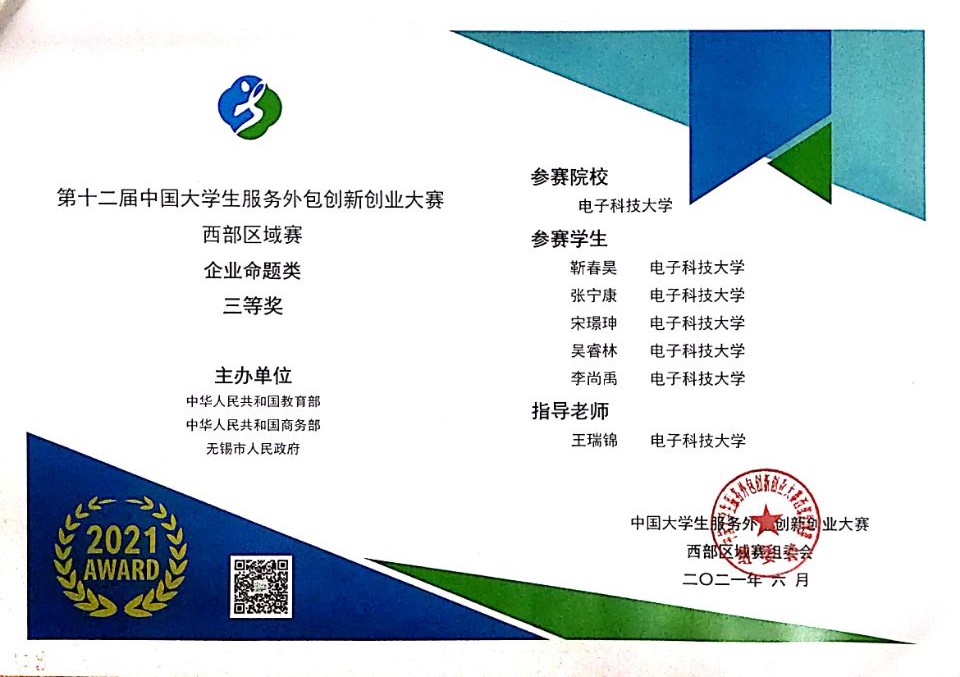 第十二届中国大学生服务外包创新创业大赛
西部区域赛
企业命题类
三等奖
主办单位
中华人民共和国教育部
中华人民共和国商务部
无锡市人民政府
2021
AWARD
参赛院校
电子科技大学
参赛学生
靳春昊 电子科技大学
张宁康 电子科技大学
宋璟珅 电子科技大学
吴睿林 电子科技大学
李尚禹 电子科技大学
指导老师
王瑞锦 电子科技大学
中国大学生服务外包创新创业大赛
西部区域赛组委会
二〇二一年 六 月